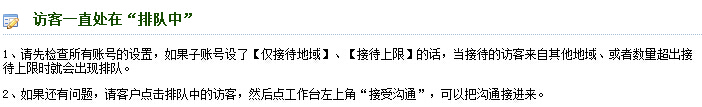 访客一直处在“排队中”
1、请先检查所有账号的设置，如果子账号设了【仅接待地域】、【接待上限】的话，当接待的访客来自其他地域、或者数量超出接
待上限时就会出现排队。
2、如果还有问题，请客户点击排队中的访客，然后点工作台左上角“接受沟通”，可以把沟通接进来。